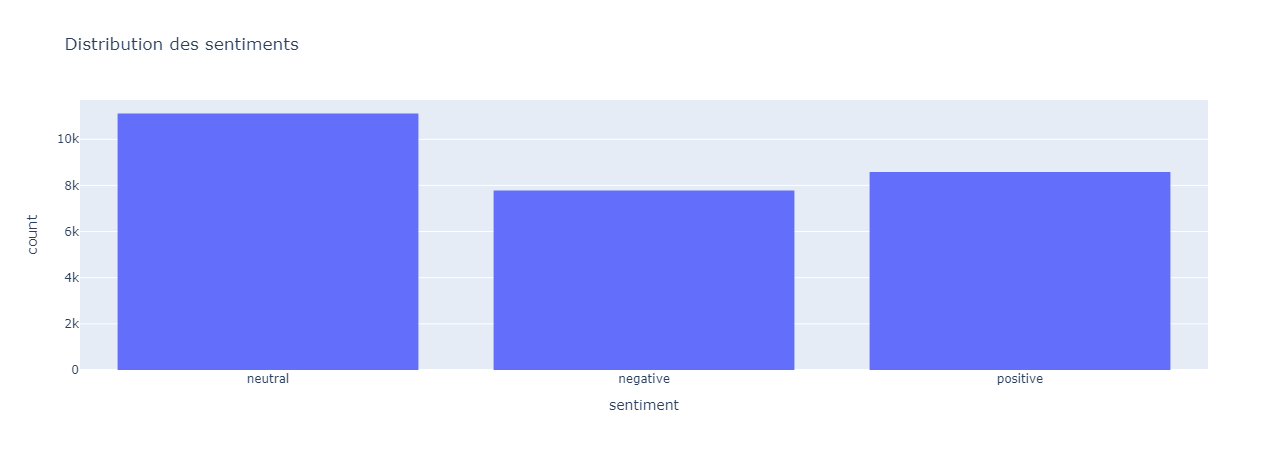 Distribution des sentiments
count
10k
8k
6k
4k
2k
0
neutral negative positive
sentiment